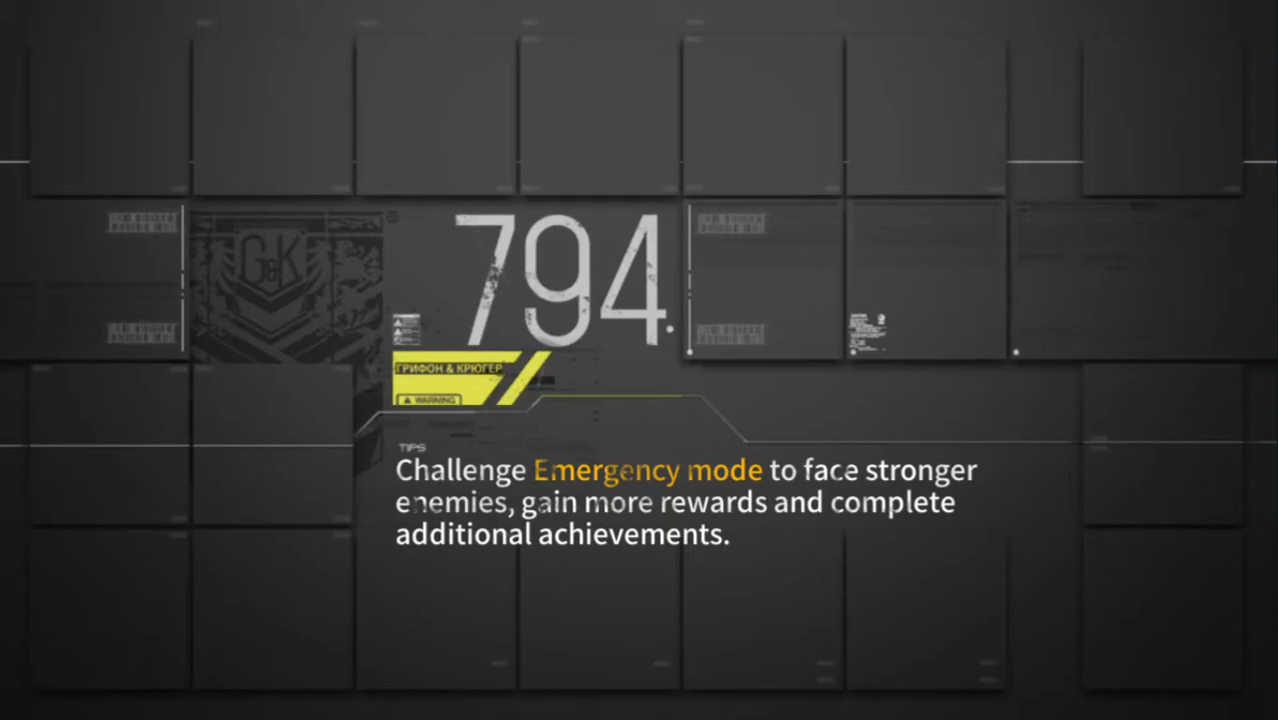 G&K
794.
ГРИФОН & КРЮГЕР
WARNING
TIPS
Challenge Emergency mode to face stronger
enemies, gain more rewards and complete
additional achievements.